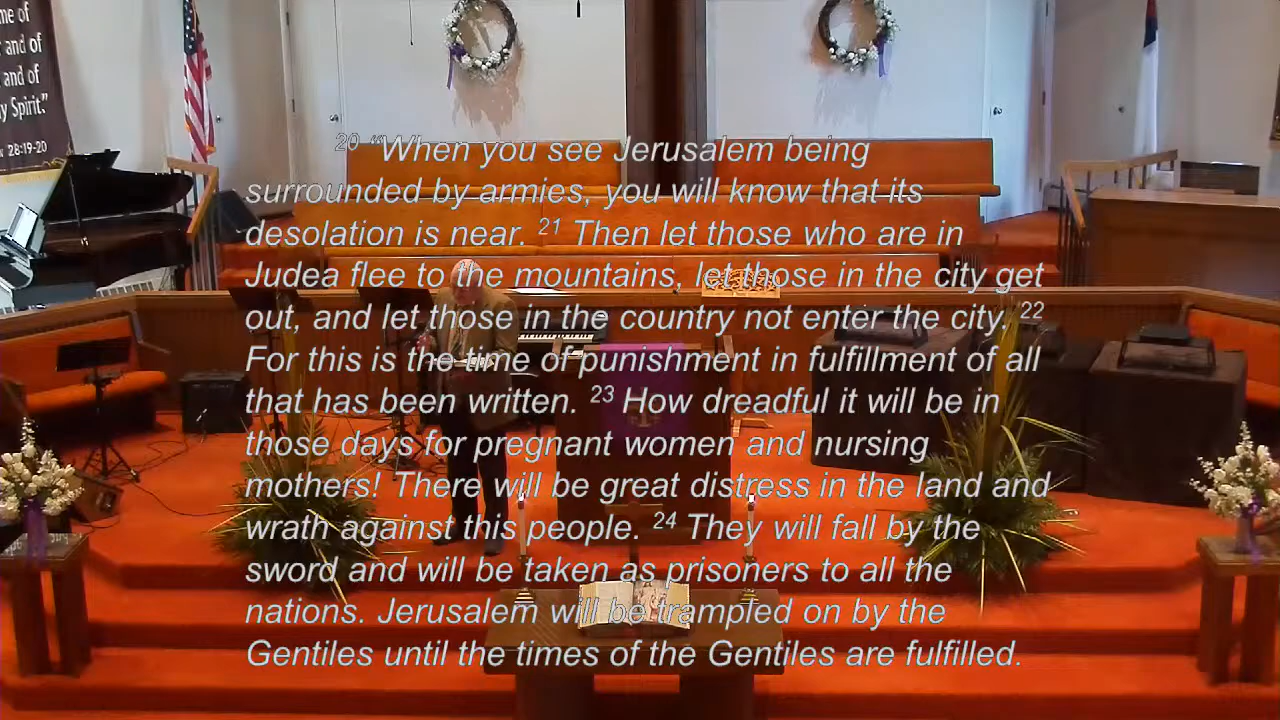 me of
and of
and of
y Spirit."
28:19-20
20 "When you see Jerusalem being
surrounded by armies, you will know that its
desolation is near. 21 Then let those who are in
Judea flee to the mountains, let those in the city get
out, and let those in the country not enter the city. 22
For this is the time of punishment in fulfillment of all
that has been written. 23 How dreadful it will be in
those days for pregnant women and nursing
mothers! There will be great distress in the land and
wrath against this people. 24 They will fall by the
sword and will be taken as prisoners to all the
nations. Jerusalem will be trampled on by the
Gentiles until the times of the Gentiles are fulfilled.